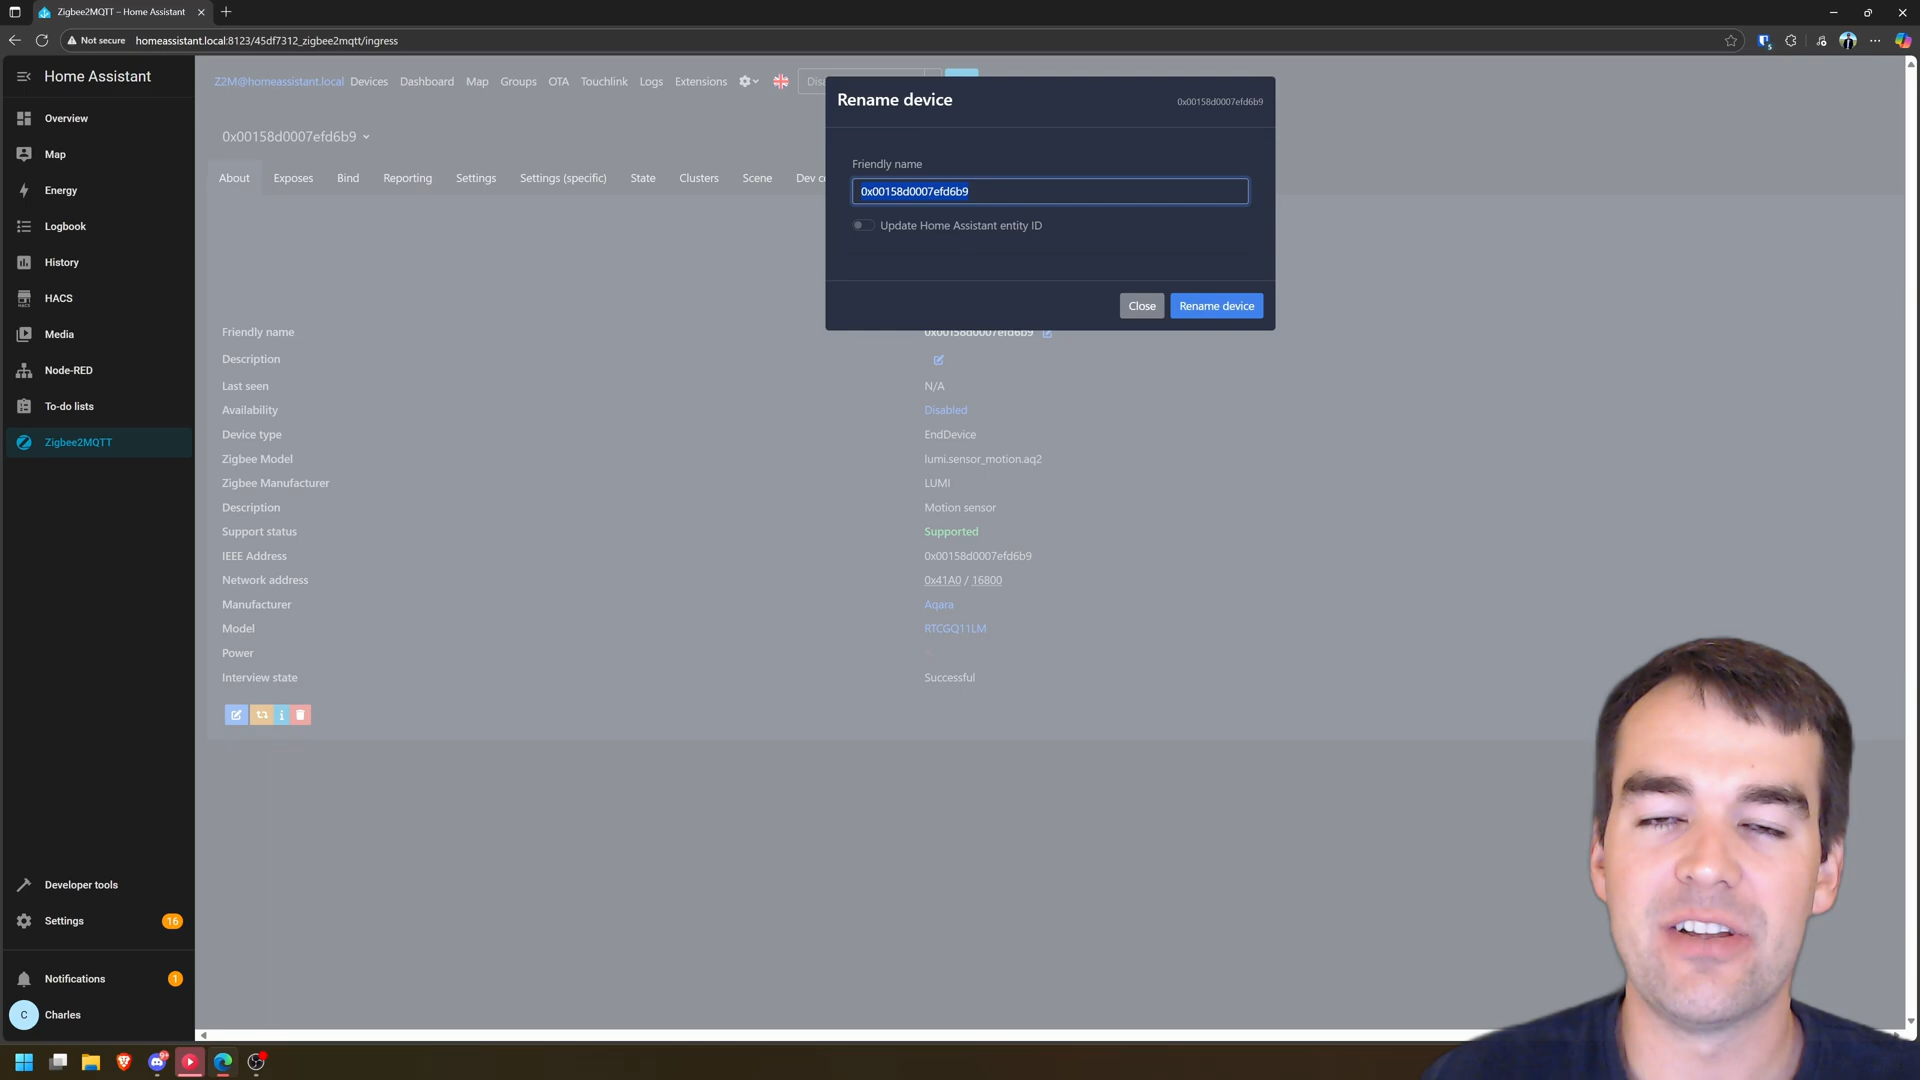 Zigbee2MQTT – Home Assistant
Not secure
homeassistant.local:8123/45df7312_zigbee2mqtt/ingress
Home Assistant
Overview
Map
Energy
Logbook
History
HACS
Media
Node-RED
To-do lists
Zigbee2MQTT
Developer tools
Settings 16
Notifications 1
C Charles
Z2M@homeassistant.local Devices Dashboard Map Groups OTA Touchlink Logs Extensions
0x00158d0007efd6b9
About Exposes Bind Reporting Settings Settings (specific) State Clusters Scene Dev
Rename device
0x00158d0007efd6b9
Friendly name
0x00158d0007efd6b9
Update Home Assistant entity ID
Close
Rename device
Friendly name 0x00158d0007efd6b9
Description
Last seen N/A
Availability Disabled
Device type EndDevice
Zigbee Model lumi.sensor_motion.aq2
Zigbee Manufacturer LUMI
Description Motion sensor
Support status Supported
IEEE Address 0x00158d0007efd6b9
Network address 0x41A0 / 16800
Manufacturer Aqara
Model RTCGQ11LM
Power
Interview state Successful